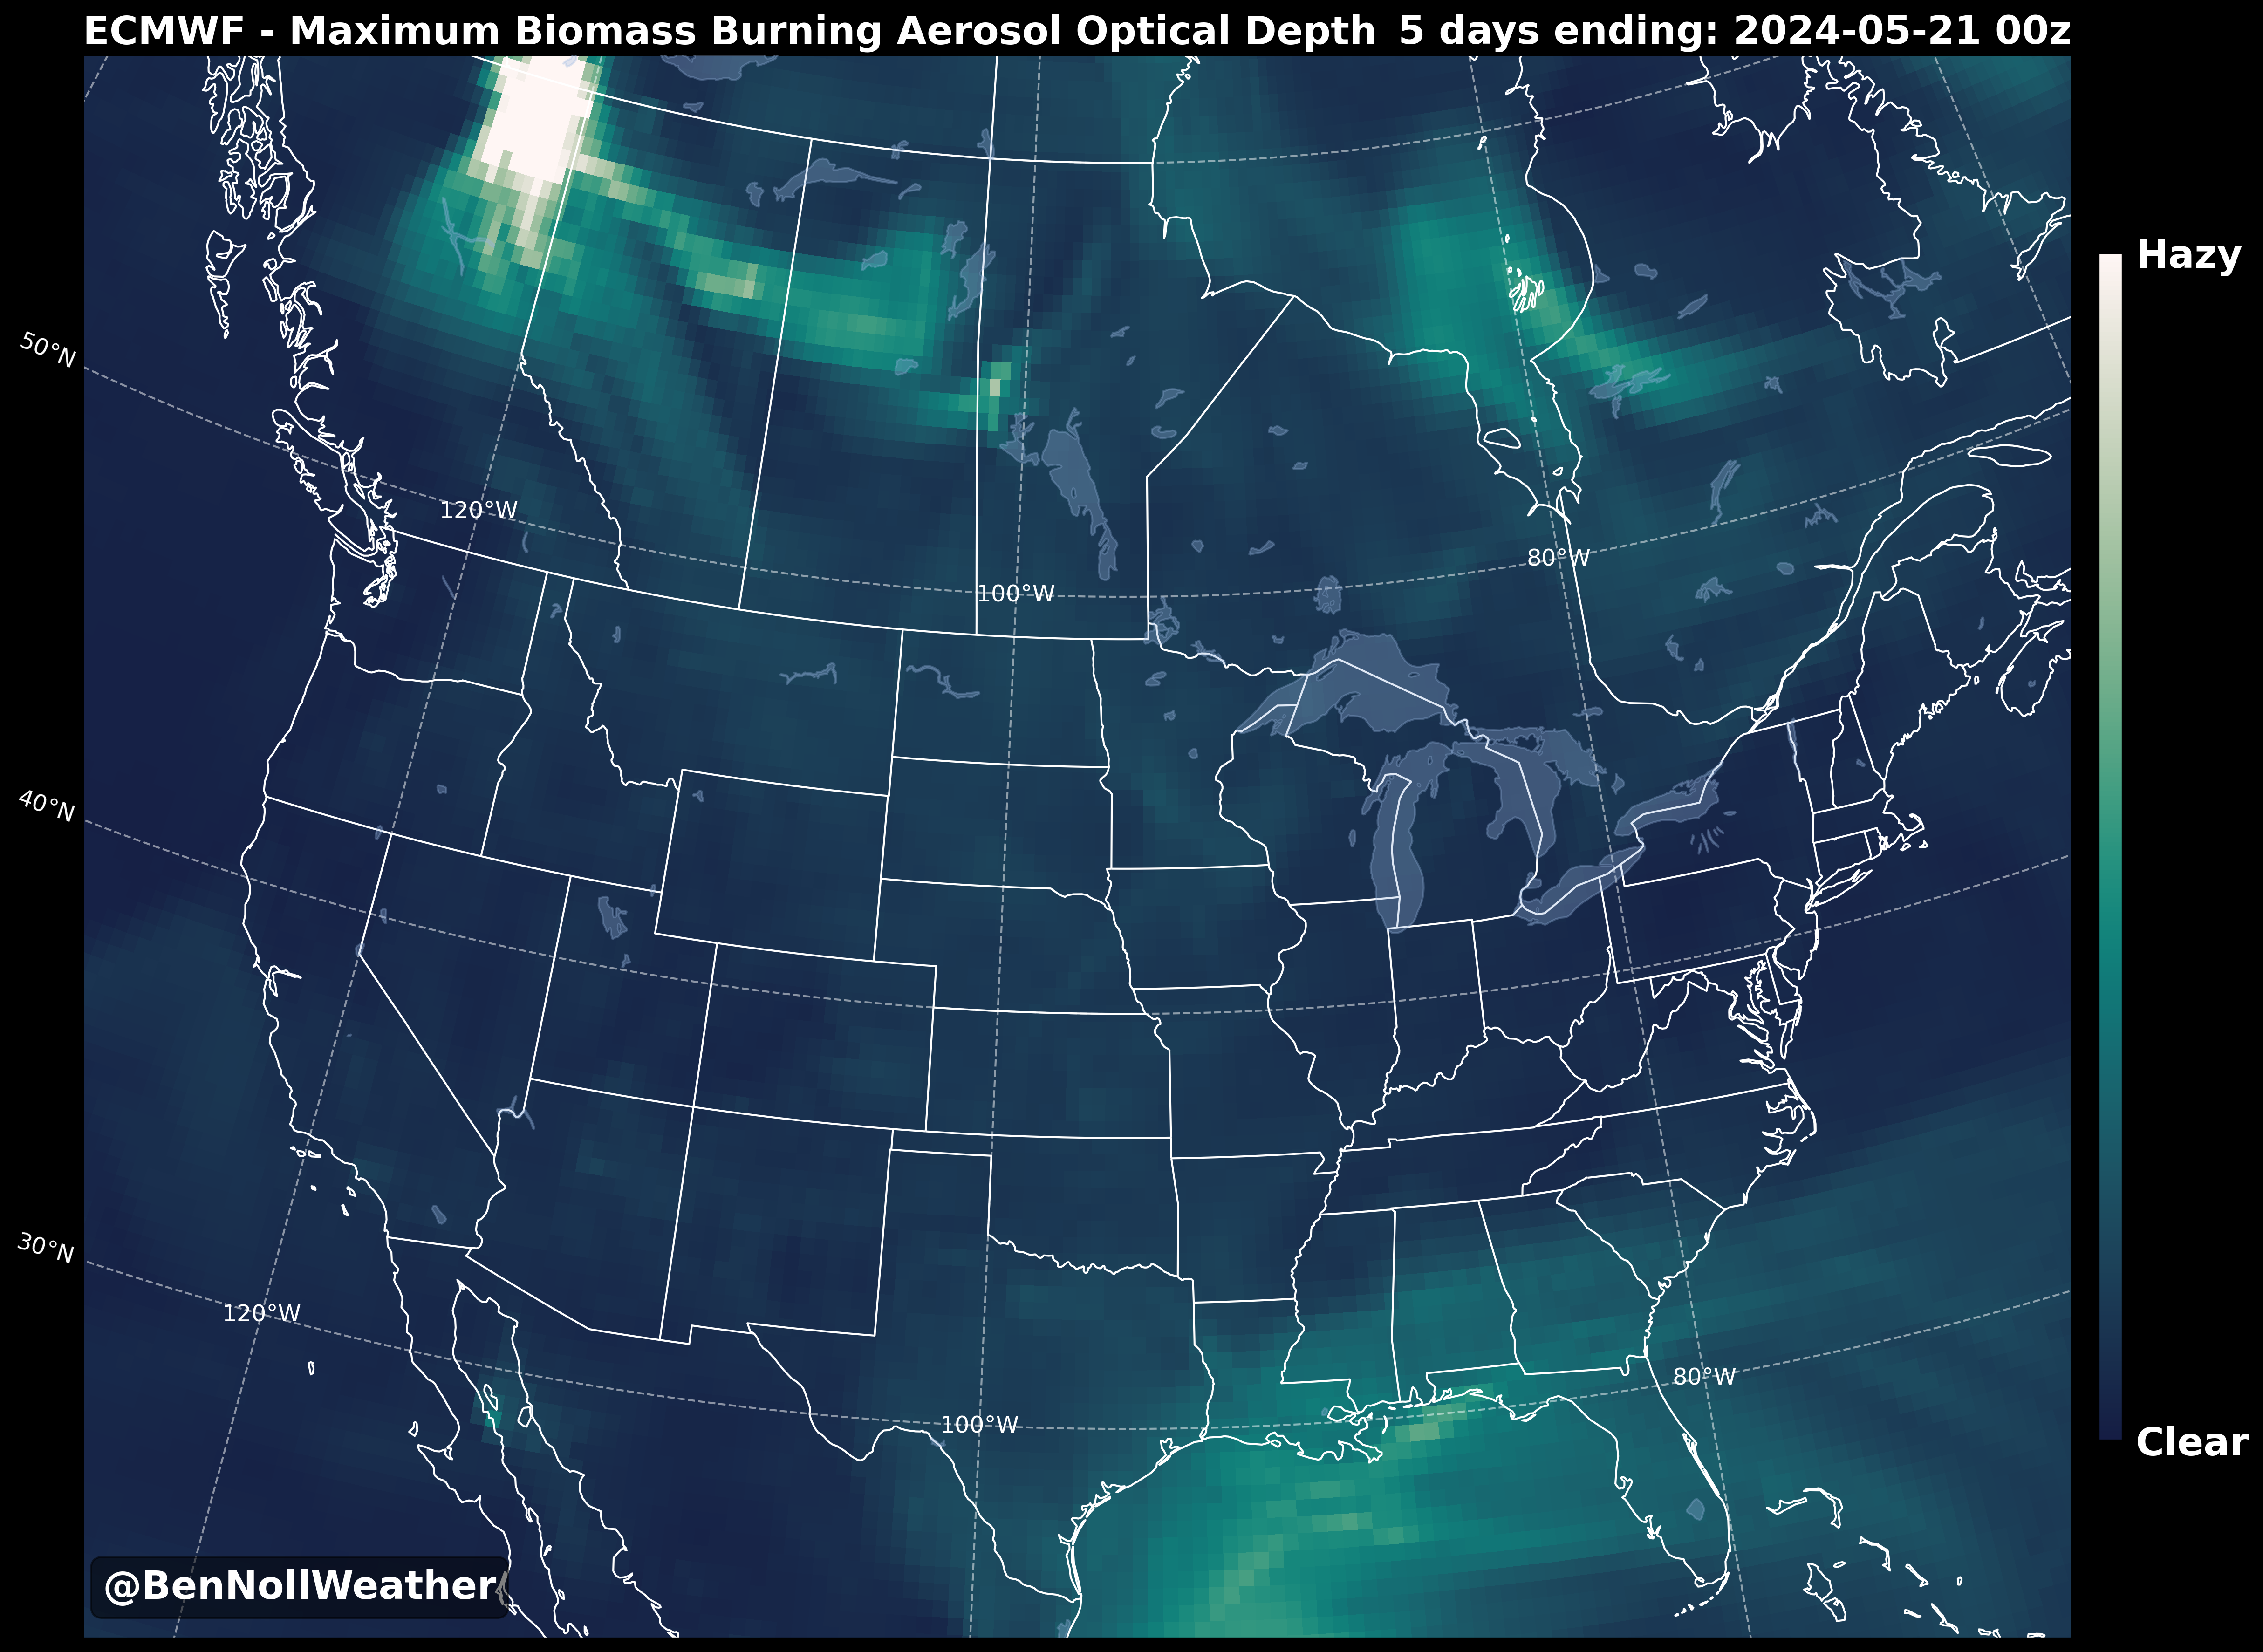 ECMWF - Maximum Biomass Burning Aerosol Optical Depth 5 days ending: 2024-05-21 00z
Hazy
50°N
120°W
80°W
100°W
40°N
30°N
120°W
80°W
100°W
Clear
@BenNollWeather